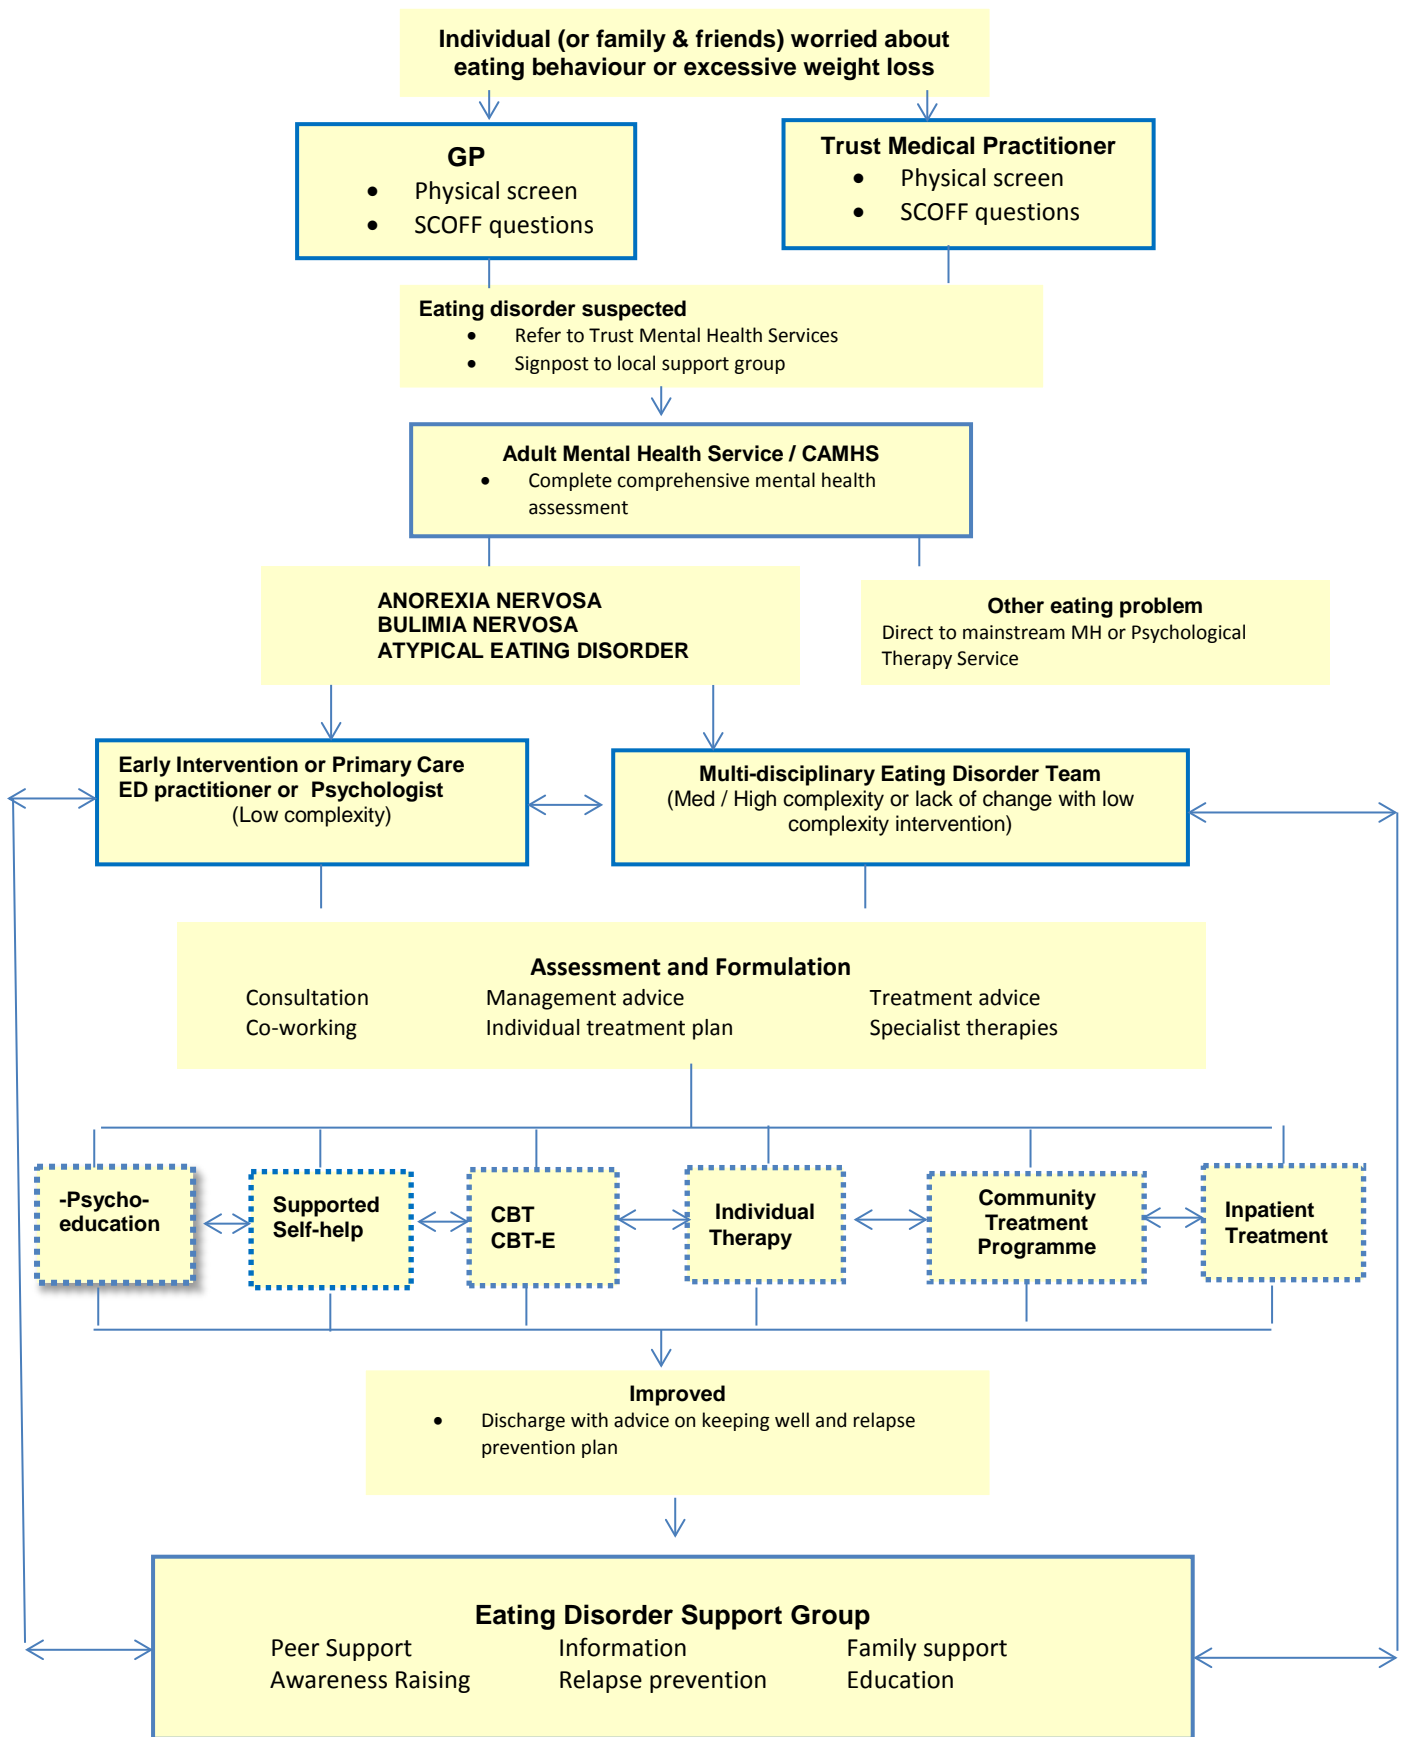 Individual (or family & friends) worried about
eating behaviour or excessive weight loss
GP
• Physical screen
• SCOFF questions
Trust Medical Practitioner
• Physical screen
• SCOFF questions
Eating disorder suspected
• Refer to Trust Mental Health Services
• Signpost to local support group
Adult Mental Health Service / CAMHS
• Complete comprehensive mental health
assessment
ANOREXIA NERVOSA
BULIMIA NERVOSA
ATYPICAL EATING DISORDER
Other eating problem
Direct to mainstream MH or Psychological
Therapy Service
Early Intervention or Primary Care
ED practitioner or Psychologist
(Low complexity)
Multi-disciplinary Eating Disorder Team
(Med / High complexity or lack of change with low
complexity intervention)
Assessment and Formulation
Consultation Management advice Treatment advice
Co-working Individual treatment plan Specialist therapies
-Psycho-
education
Supported
Self-help
CBT
CBT-E
Individual
Therapy
Community
Treatment
Programme
Inpatient
Treatment
Improved
• Discharge with advice on keeping well and relapse
prevention plan
Eating Disorder Support Group
Peer Support Information Family support
Awareness Raising Relapse prevention Education